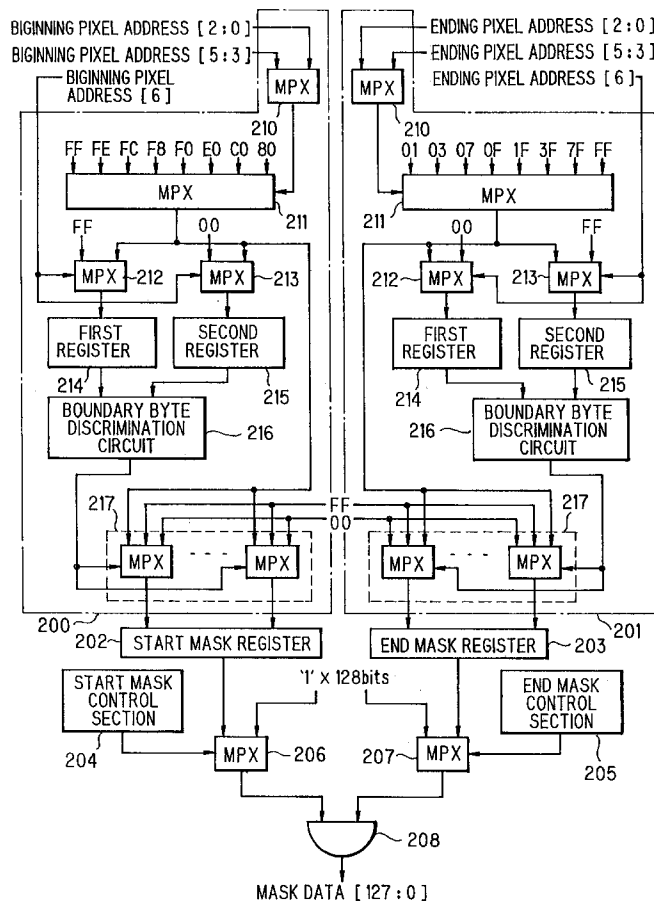 BIGINNING PIXEL ADDRESS [2:0]
BIGINNING PIXEL ADDRESS [5:3]
BIGINNING PIXEL
ADDRESS [6]
MPX
210
FF FE FC F8 F0 E0 C0 80
MPX
211
FF
00
MPX
212
MPX
213
FIRST
REGISTER
214
SECOND
REGISTER
215
BOUNDARY BYTE
DISCRIMINATION
CIRCUIT
216
217
MPX
- - -
MPX
200
ENDING PIXEL ADDRESS [2:0]
ENDING PIXEL ADDRESS [5:3]
ENDING PIXEL ADDRESS [6]
MPX
210
01 03 07 0F 1F 3F 7F FF
MPX
211
00
FF
212
MPX
213
MPX
FIRST
REGISTER
214
SECOND
REGISTER
215
BOUNDARY BYTE
DISCRIMINATION
CIRCUIT
216
217
MPX
- - -
MPX
201
FF
00
202
START MASK REGISTER
END MASK REGISTER
203
START MASK
CONTROL
SECTION
204
'1' × 128bits
END MASK
CONTROL
SECTION
205
MPX
206
207
MPX
208
MASK DATA [127:0]